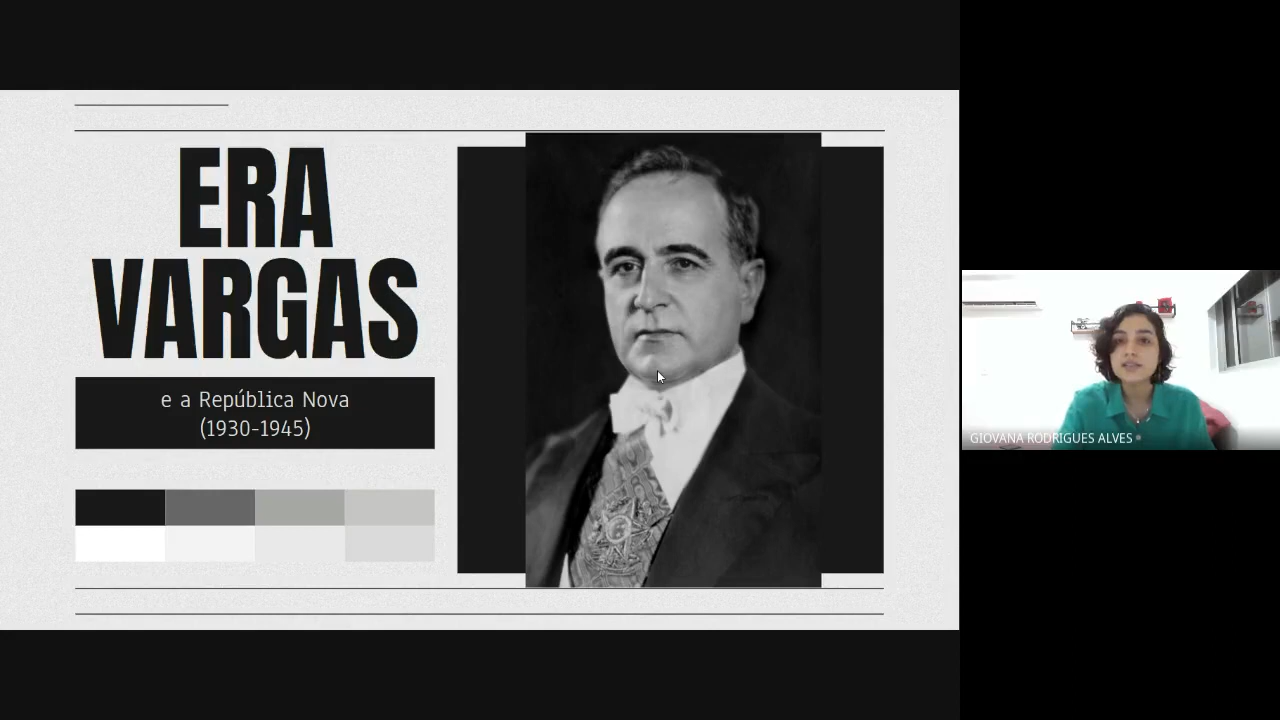 ERA
VARGAS
e a República Nova
(1930-1945)
GIOVANA RODRIGUES ALVES